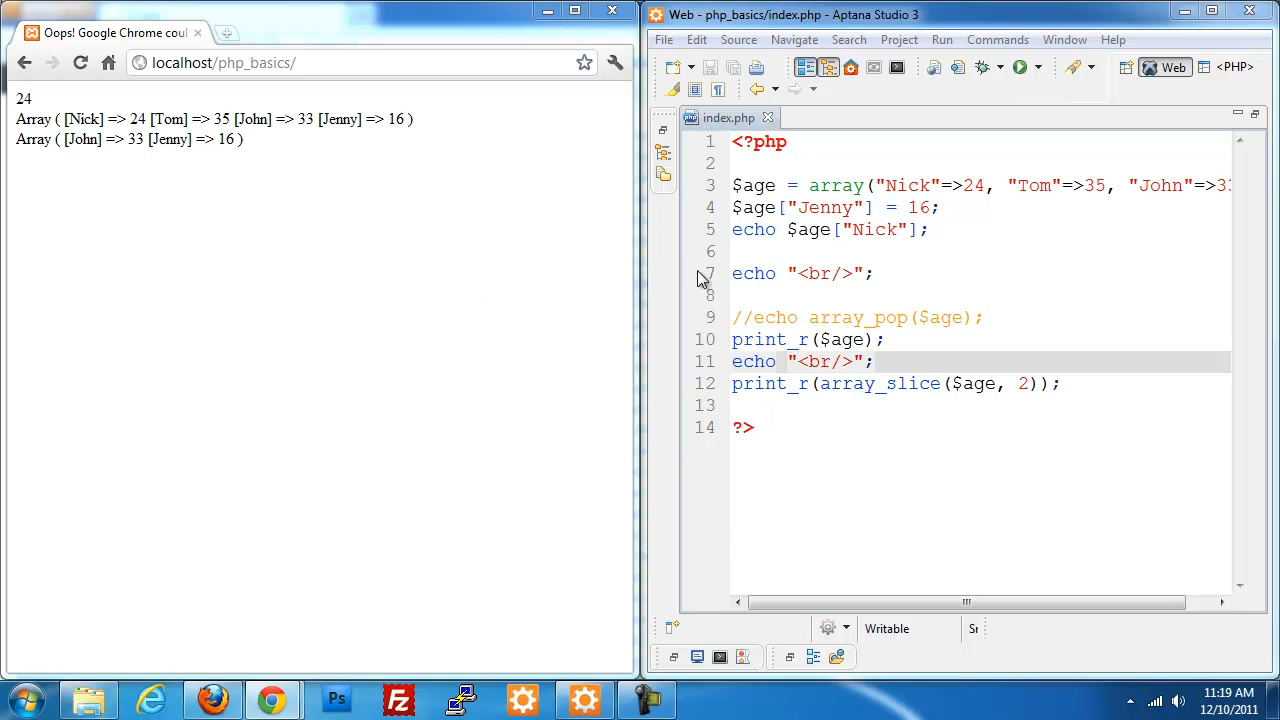 Oops! Google Chrome coul
localhost/php_basics/
24
Array ( [Nick] => 24 [Tom] => 35 [John] => 33 [Jenny] => 16 )
Array ( [John] => 33 [Jenny] => 16 )
Web - php_basics/index.php - Aptana Studio 3
File Edit Source Navigate Search Project Run Commands Window Help
Web <PHP>
index.php
1 <?php
2
3 $age = array("Nick"=>24, "Tom"=>35, "John"=>33
4 $age["Jenny"] = 16;
5 echo $age["Nick"];
6
7 echo "<br/>";
8
9 //echo array_pop($age);
10 print_r($age);
11 echo "<br/>";
12 print_r(array_slice($age, 2));
13
14 ?>
Writable
Ps
Fz
11:19 AM
12/10/2011